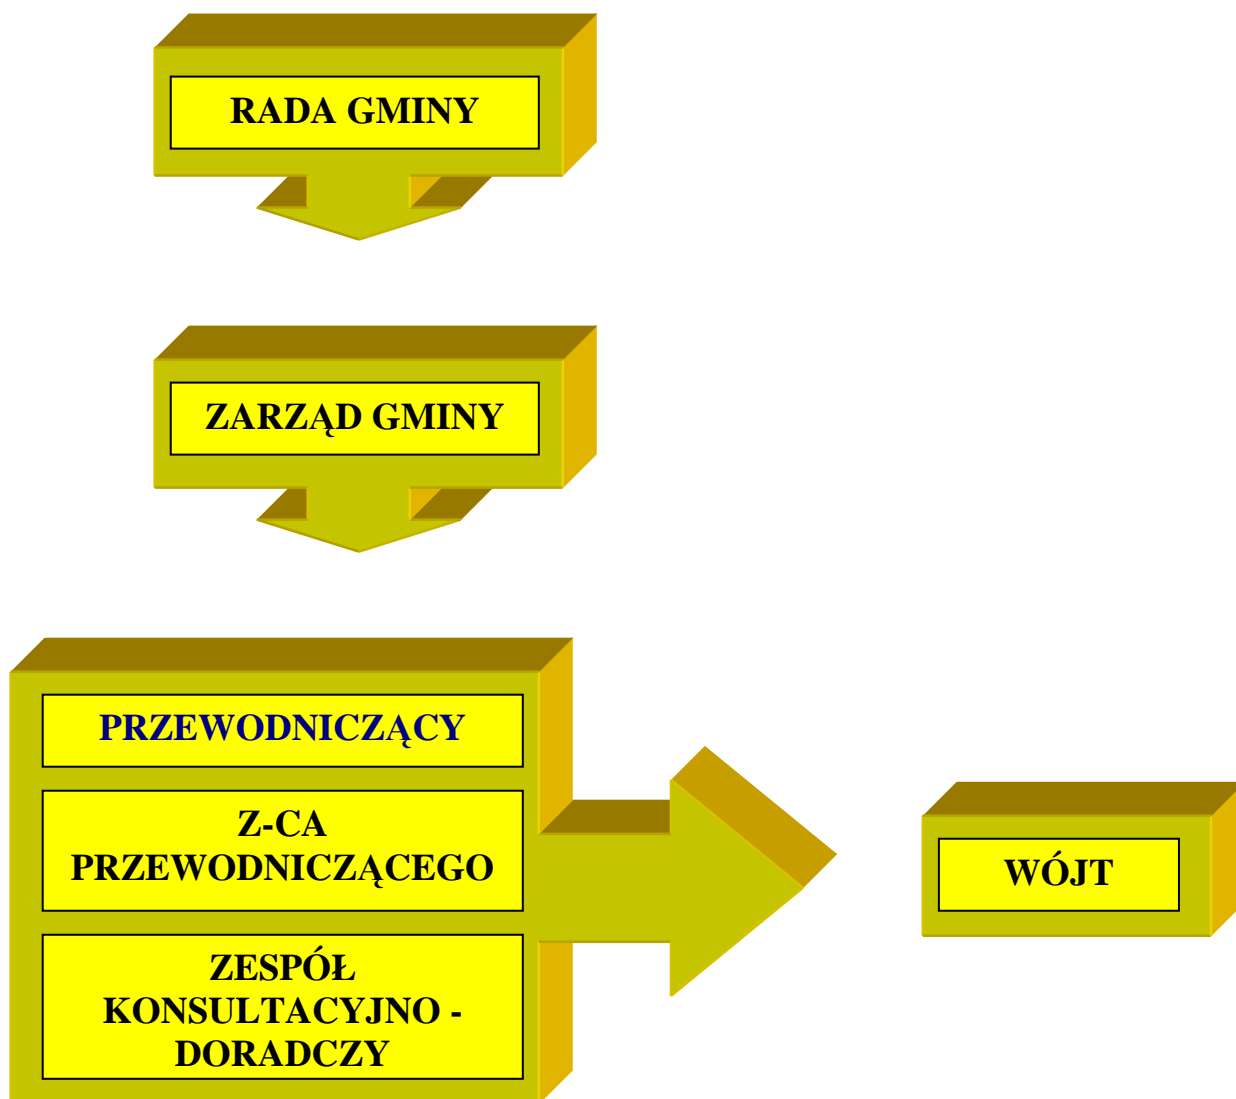 RADA GMINY
ZARZĄD GMINY
PRZEWODNICZĄCY
Z-CA
PRZEWODNICZĄCEGO
ZESPÓŁ
KONSULTACYJNO -
DORADCZY
WÓJT